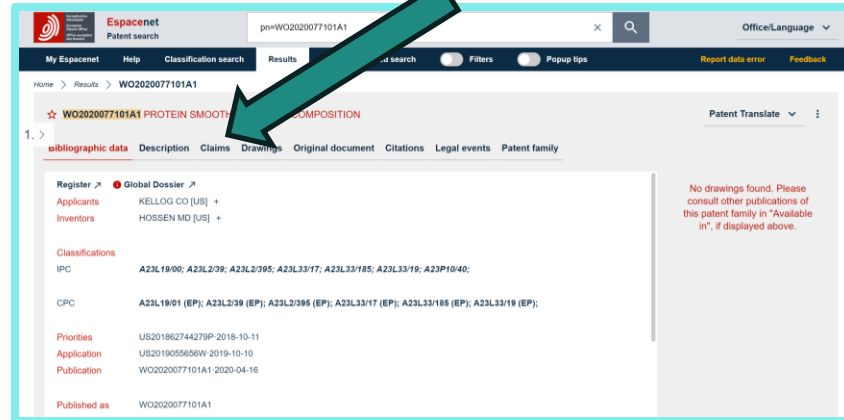 Espacenet
Patent search
pn=WO2020077101A1
Office/Language
My Espacenet Help Classification search Results search Filters Popup tips Report data error Feedback
Home > Results > WO2020077101A1
WO2020077101A1 PROTEIN SMOOTH COMPOSITION Patent Translate
1. >
Bibliographic data Description Claims Drawings Original document Citations Legal events Patent family
Register Global Dossier
Applicants KELLOG CO [US] +
Inventors HOSSEN MD [US] +
No drawings found. Please
consult other publications of
this patent family in "Available
in", if displayed above.
Classifications
IPC A23L19/00; A23L2/39; A23L2/395; A23L33/17; A23L33/185; A23L33/19; A23P10/40;
CPC A23L19/01 (EP); A23L2/39 (EP); A23L2/395 (EP); A23L33/17 (EP); A23L33/185 (EP); A23L33/19 (EP);
Priorities US201862744279P·2018-10-11
Application US2019055656W·2019-10-10
Publication WO2020077101A1·2020-04-16
Published as WO2020077101A1